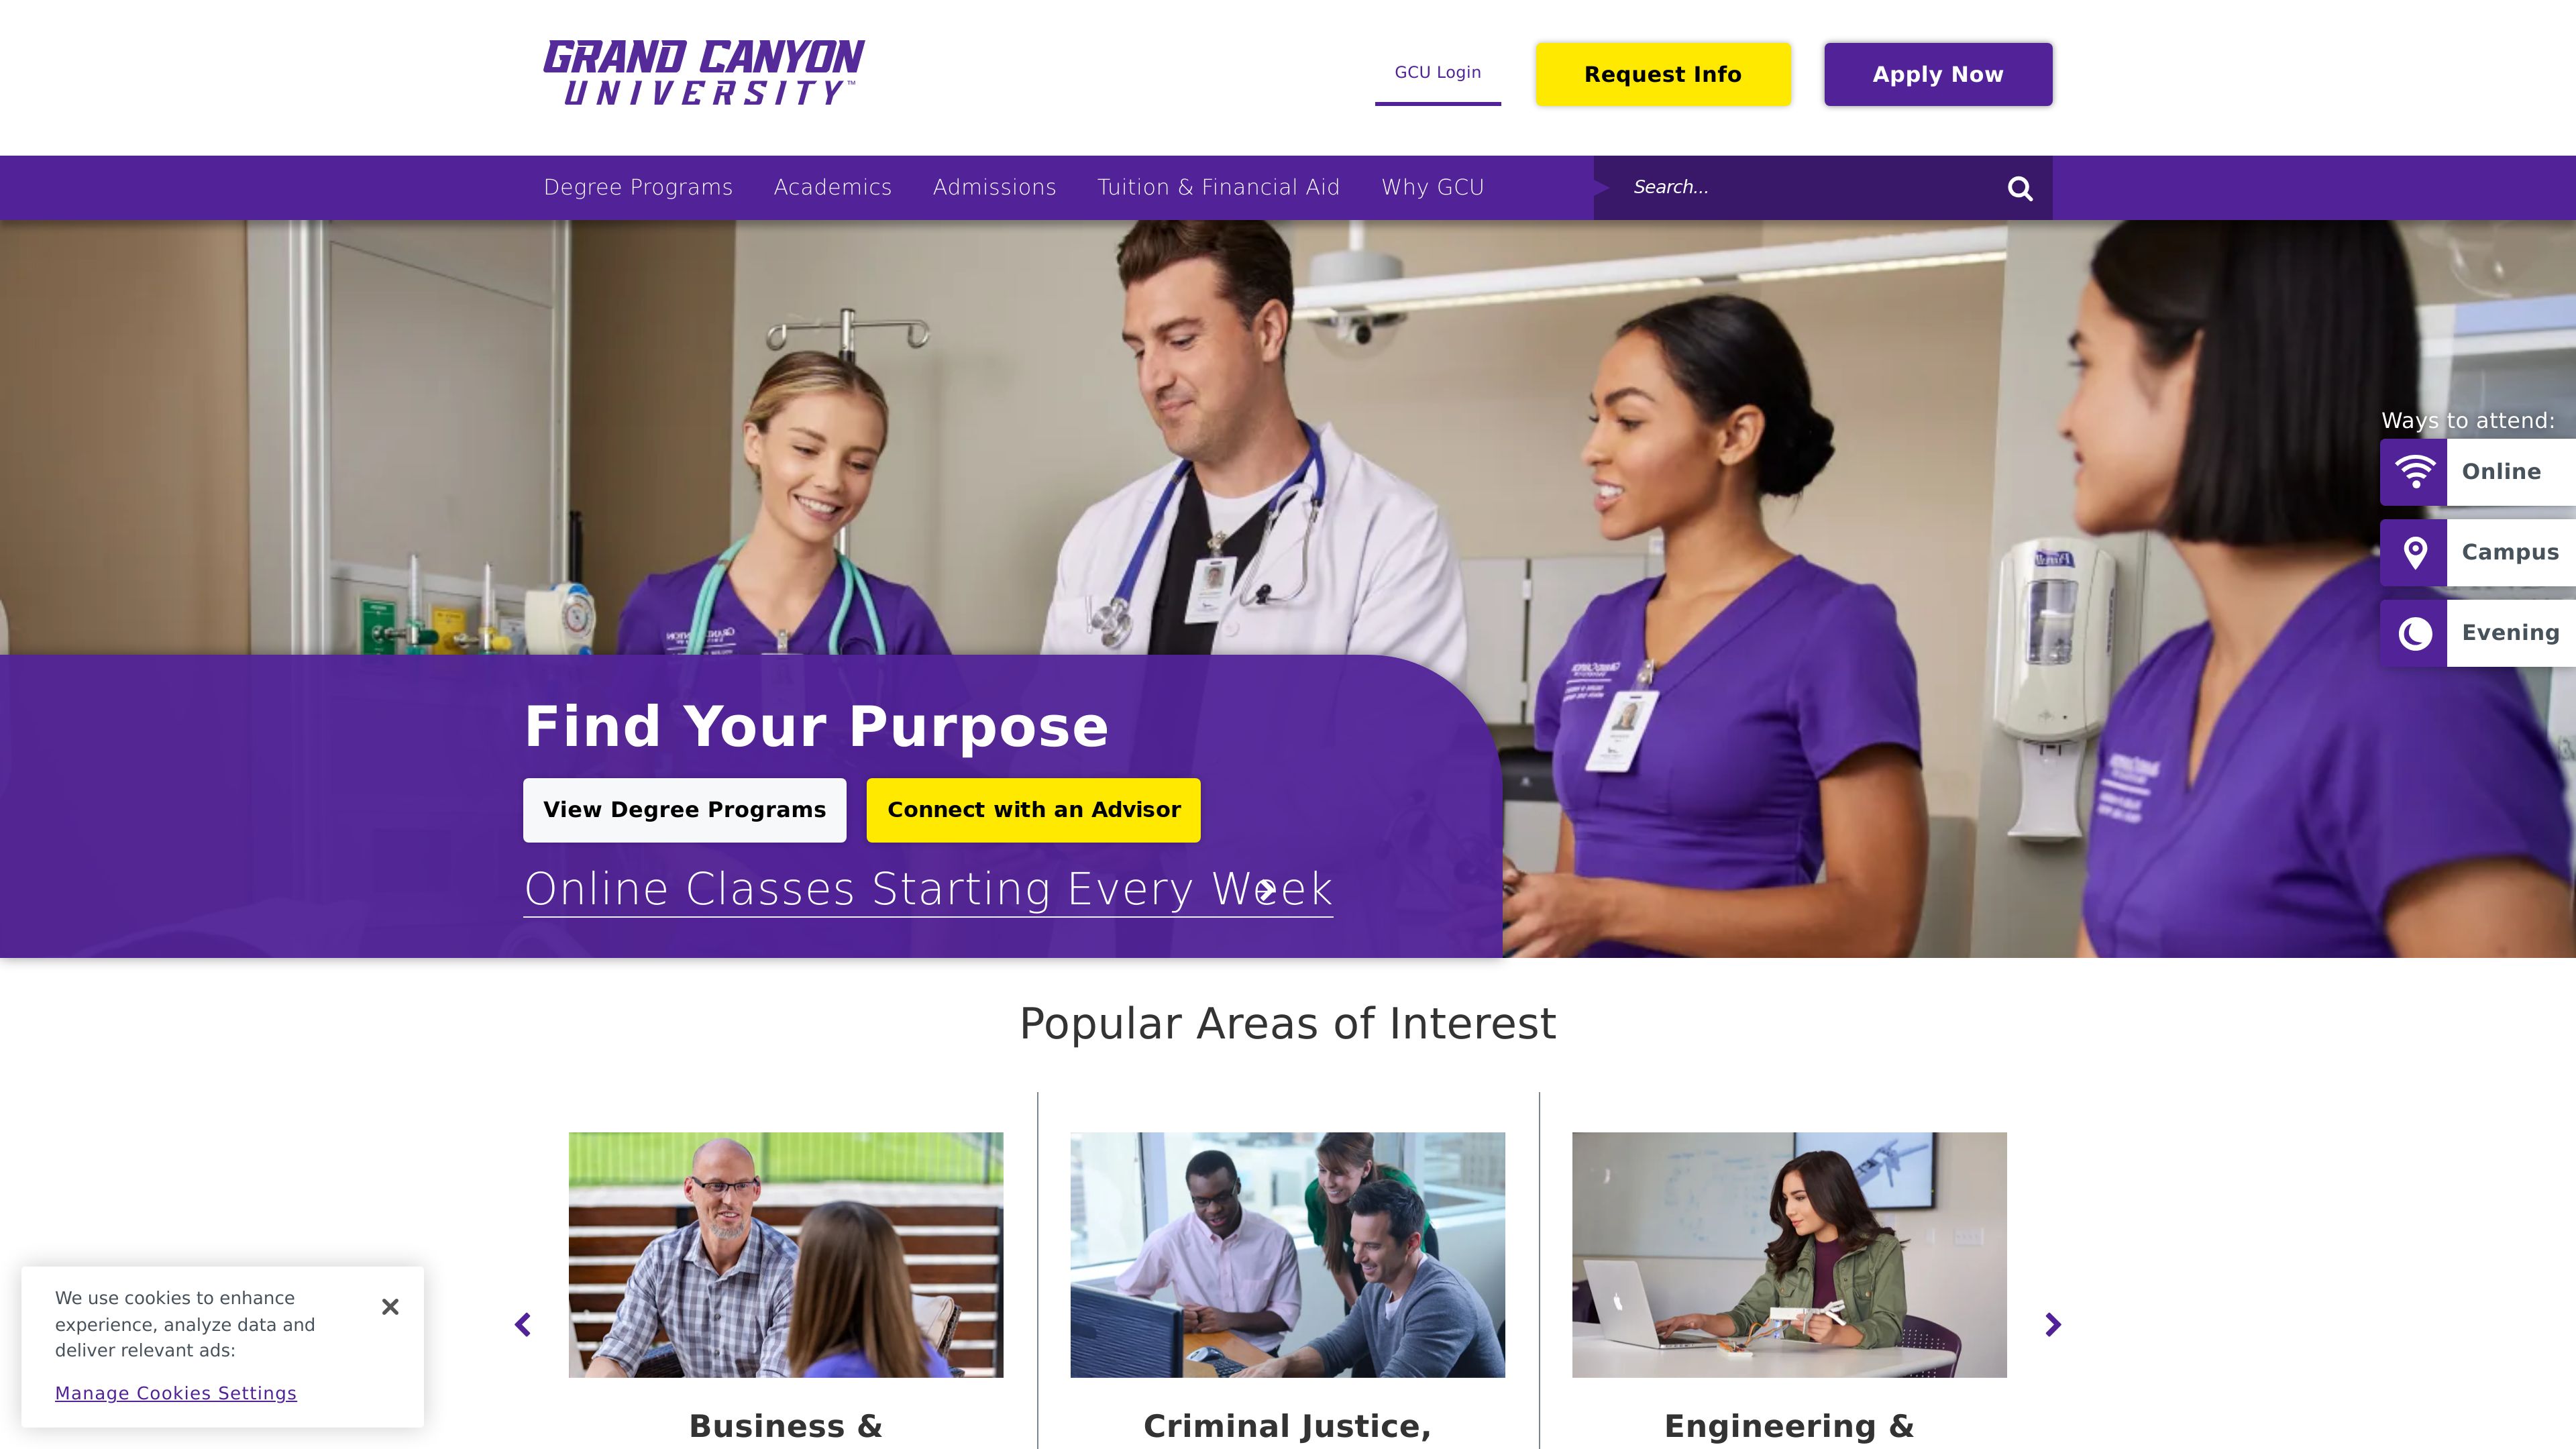 GRAND CANYON
UNIVERSITY™
GCU Login
Request Info
Apply Now
Degree Programs
Academics
Admissions
Tuition & Financial Aid
Why GCU
Search...
Ways to attend:
Online
Campus
Evening
Find Your Purpose
View Degree Programs
Connect with an Advisor
Online Classes Starting Every Week
Popular Areas of Interest
We use cookies to enhance
experience, analyze data and
deliver relevant ads:
Manage Cookies Settings
Business &
Criminal Justice,
Engineering &